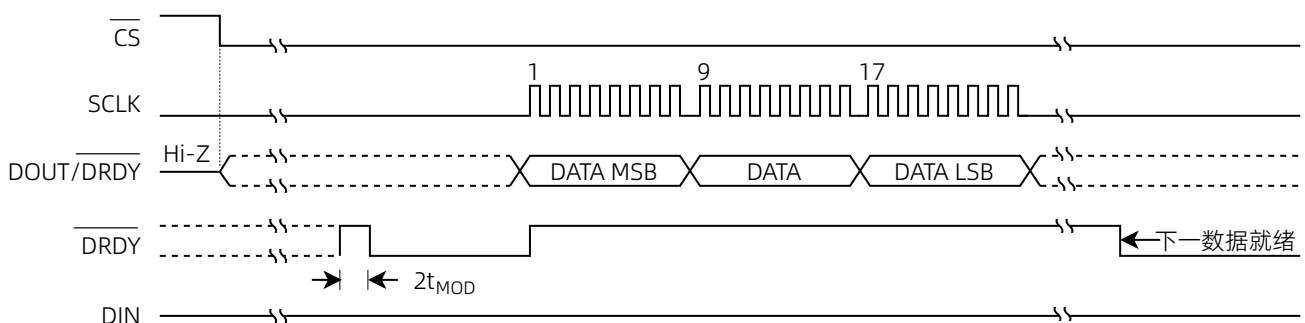 CS
1 9 17
SCLK
Hi-Z
DOUT/DRDY DATA MSB DATA DATA LSB
DRDY 下一数据就绪
2tMOD
DIN